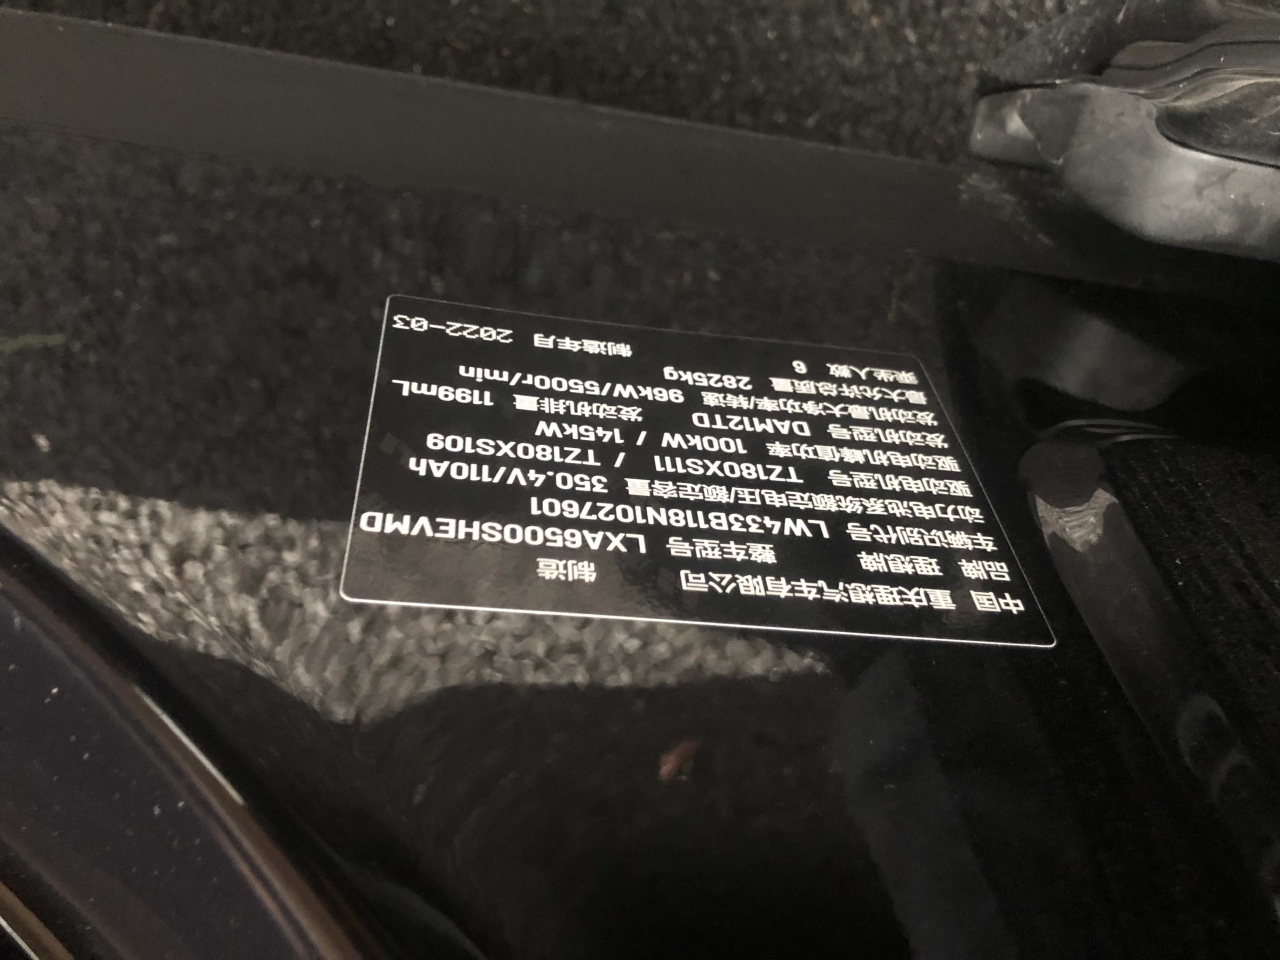 中国 重庆理想汽车有限公司 制造
品牌 理想牌 整车型号 LXA6500SHEVMD
车辆识别代号 LW433B118N1027601
动力电池系统额定电压/额定容量 350.4V/110Ah
驱动电机型号 TZ180XS111 / TZ180XS109
驱动电机峰值功率 100kW / 145kW
发动机型号 DAM12TD 发动机排量 1199mL
发动机最大净功率/转速 96kW/5500r/min
最大允许总质量 2825kg
乘坐人数 6 制造年月 2022-03